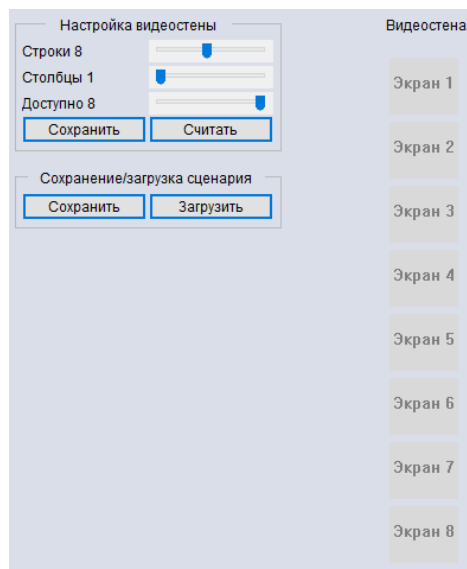 Настройка видеостены
Строки 8
Столбцы 1
Доступно 8
Сохранить Считать
Сохранение/загрузка сценария
Сохранить Загрузить
Видеостена
Экран 1
Экран 2
Экран 3
Экран 4
Экран 5
Экран 6
Экран 7
Экран 8